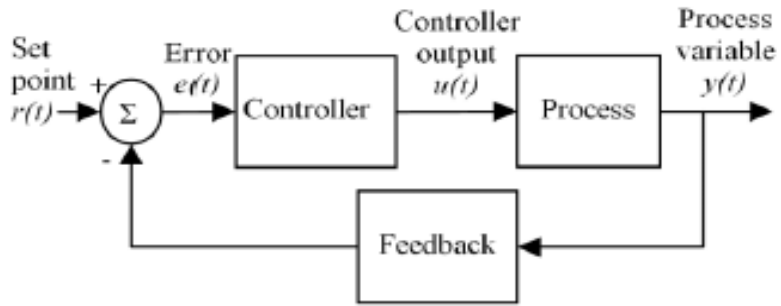 Set
point
r(t)
+
-
Σ
Error
e(t)
Controller
Controller
output
u(t)
Process
Process
variable
y(t)
Feedback